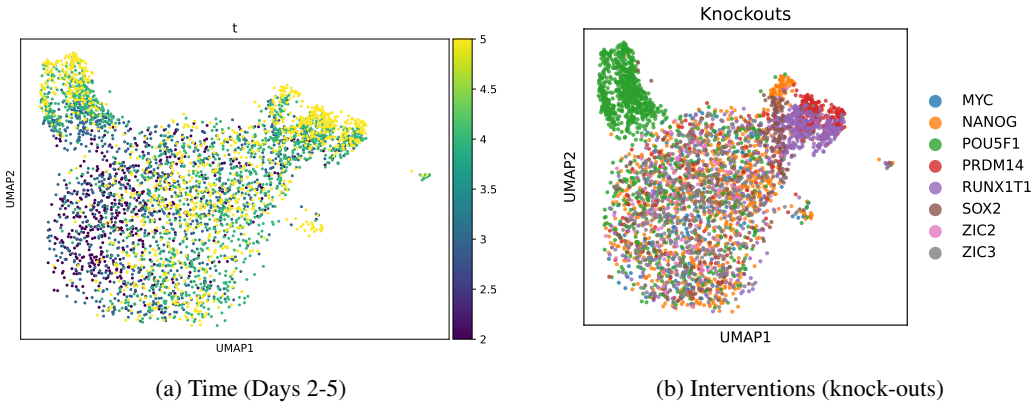 t
UMAP2
UMAP1
5
4.5
4
3.5
3
2.5
2
(a) Time (Days 2-5)
Knockouts
UMAP2
UMAP1
MYC
NANOG
POU5F1
PRDM14
RUNX1T1
SOX2
ZIC2
ZIC3
(b) Interventions (knock-outs)